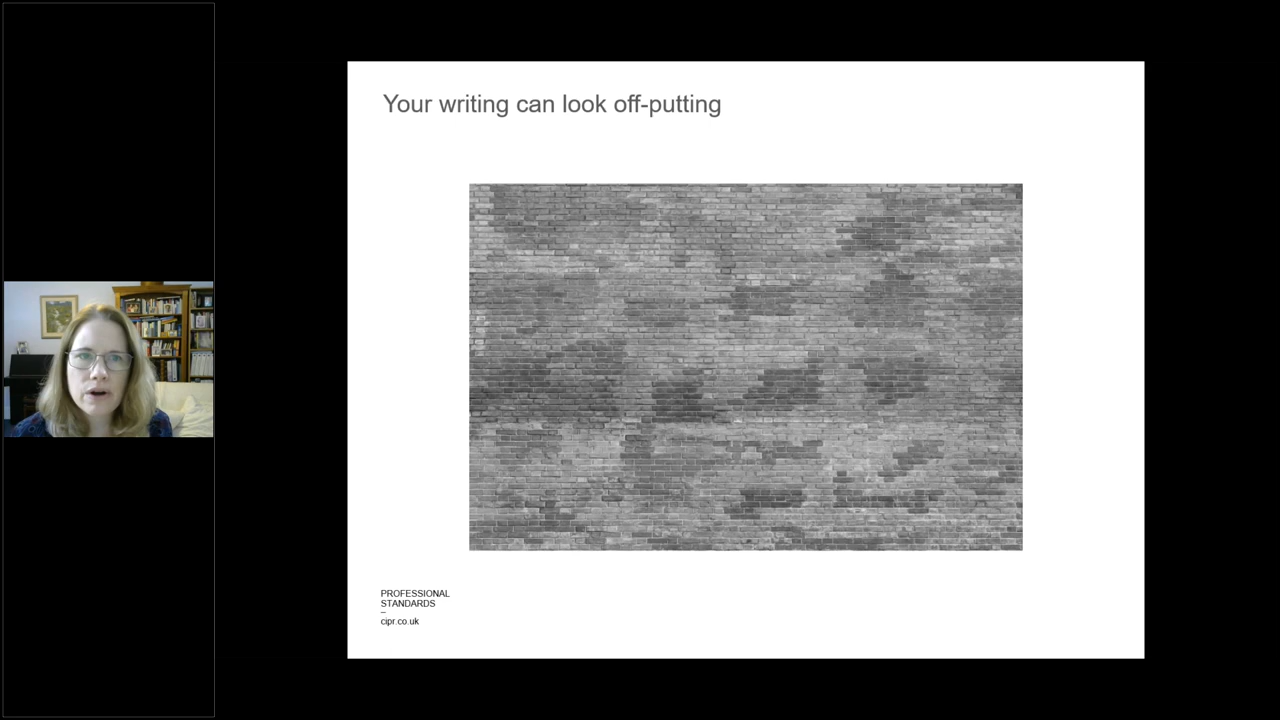 Your writing can look off-putting
PROFESSIONAL
STANDARDS
–
cipr.co.uk